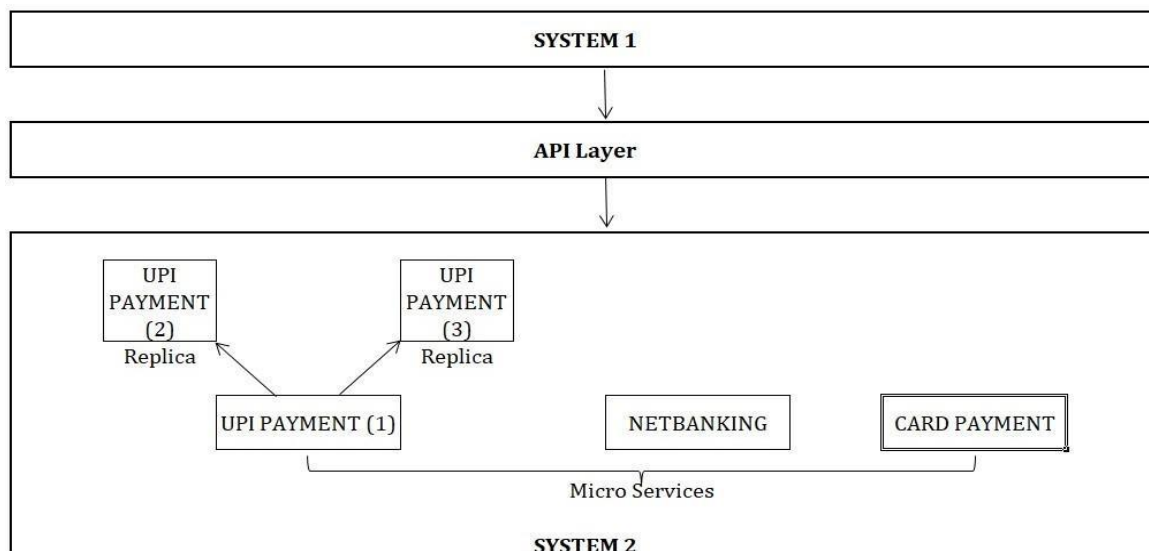 SYSTEM 1
API Layer
UPI
PAYMENT
(2)
Replica
UPI
PAYMENT
(3)
Replica
UPI PAYMENT (1)
NETBANKING
CARD PAYMENT
Micro Services
SYSTEM 2